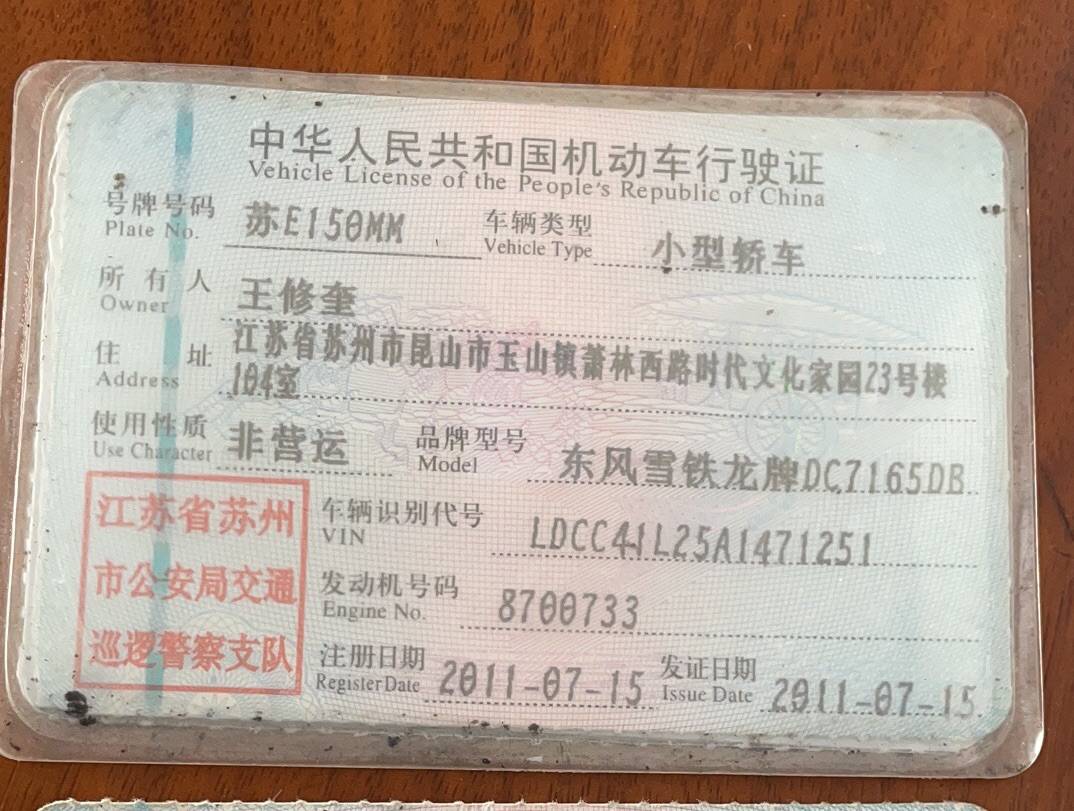 中华人民共和国机动车行驶证
Vehicle License of the People's Republic of China
号牌号码 苏E150MM 车辆类型 小型轿车
Plate No. Vehicle Type
所有人 王修奎
Owner
住址 江苏省苏州市昆山市玉山镇萧林西路时代文化家园23号楼
Address 104室
使用性质 非营运 品牌型号 东风雪铁龙牌DC7165DB
Use Character Model
江苏省苏州
市公安局交通
巡逻警察支队
车辆识别代号 LDCC41L25A1471251
VIN
发动机号码 8700733
Engine No.
注册日期 2011-07-15 发证日期 2011-07-15
Register Date Issue Date